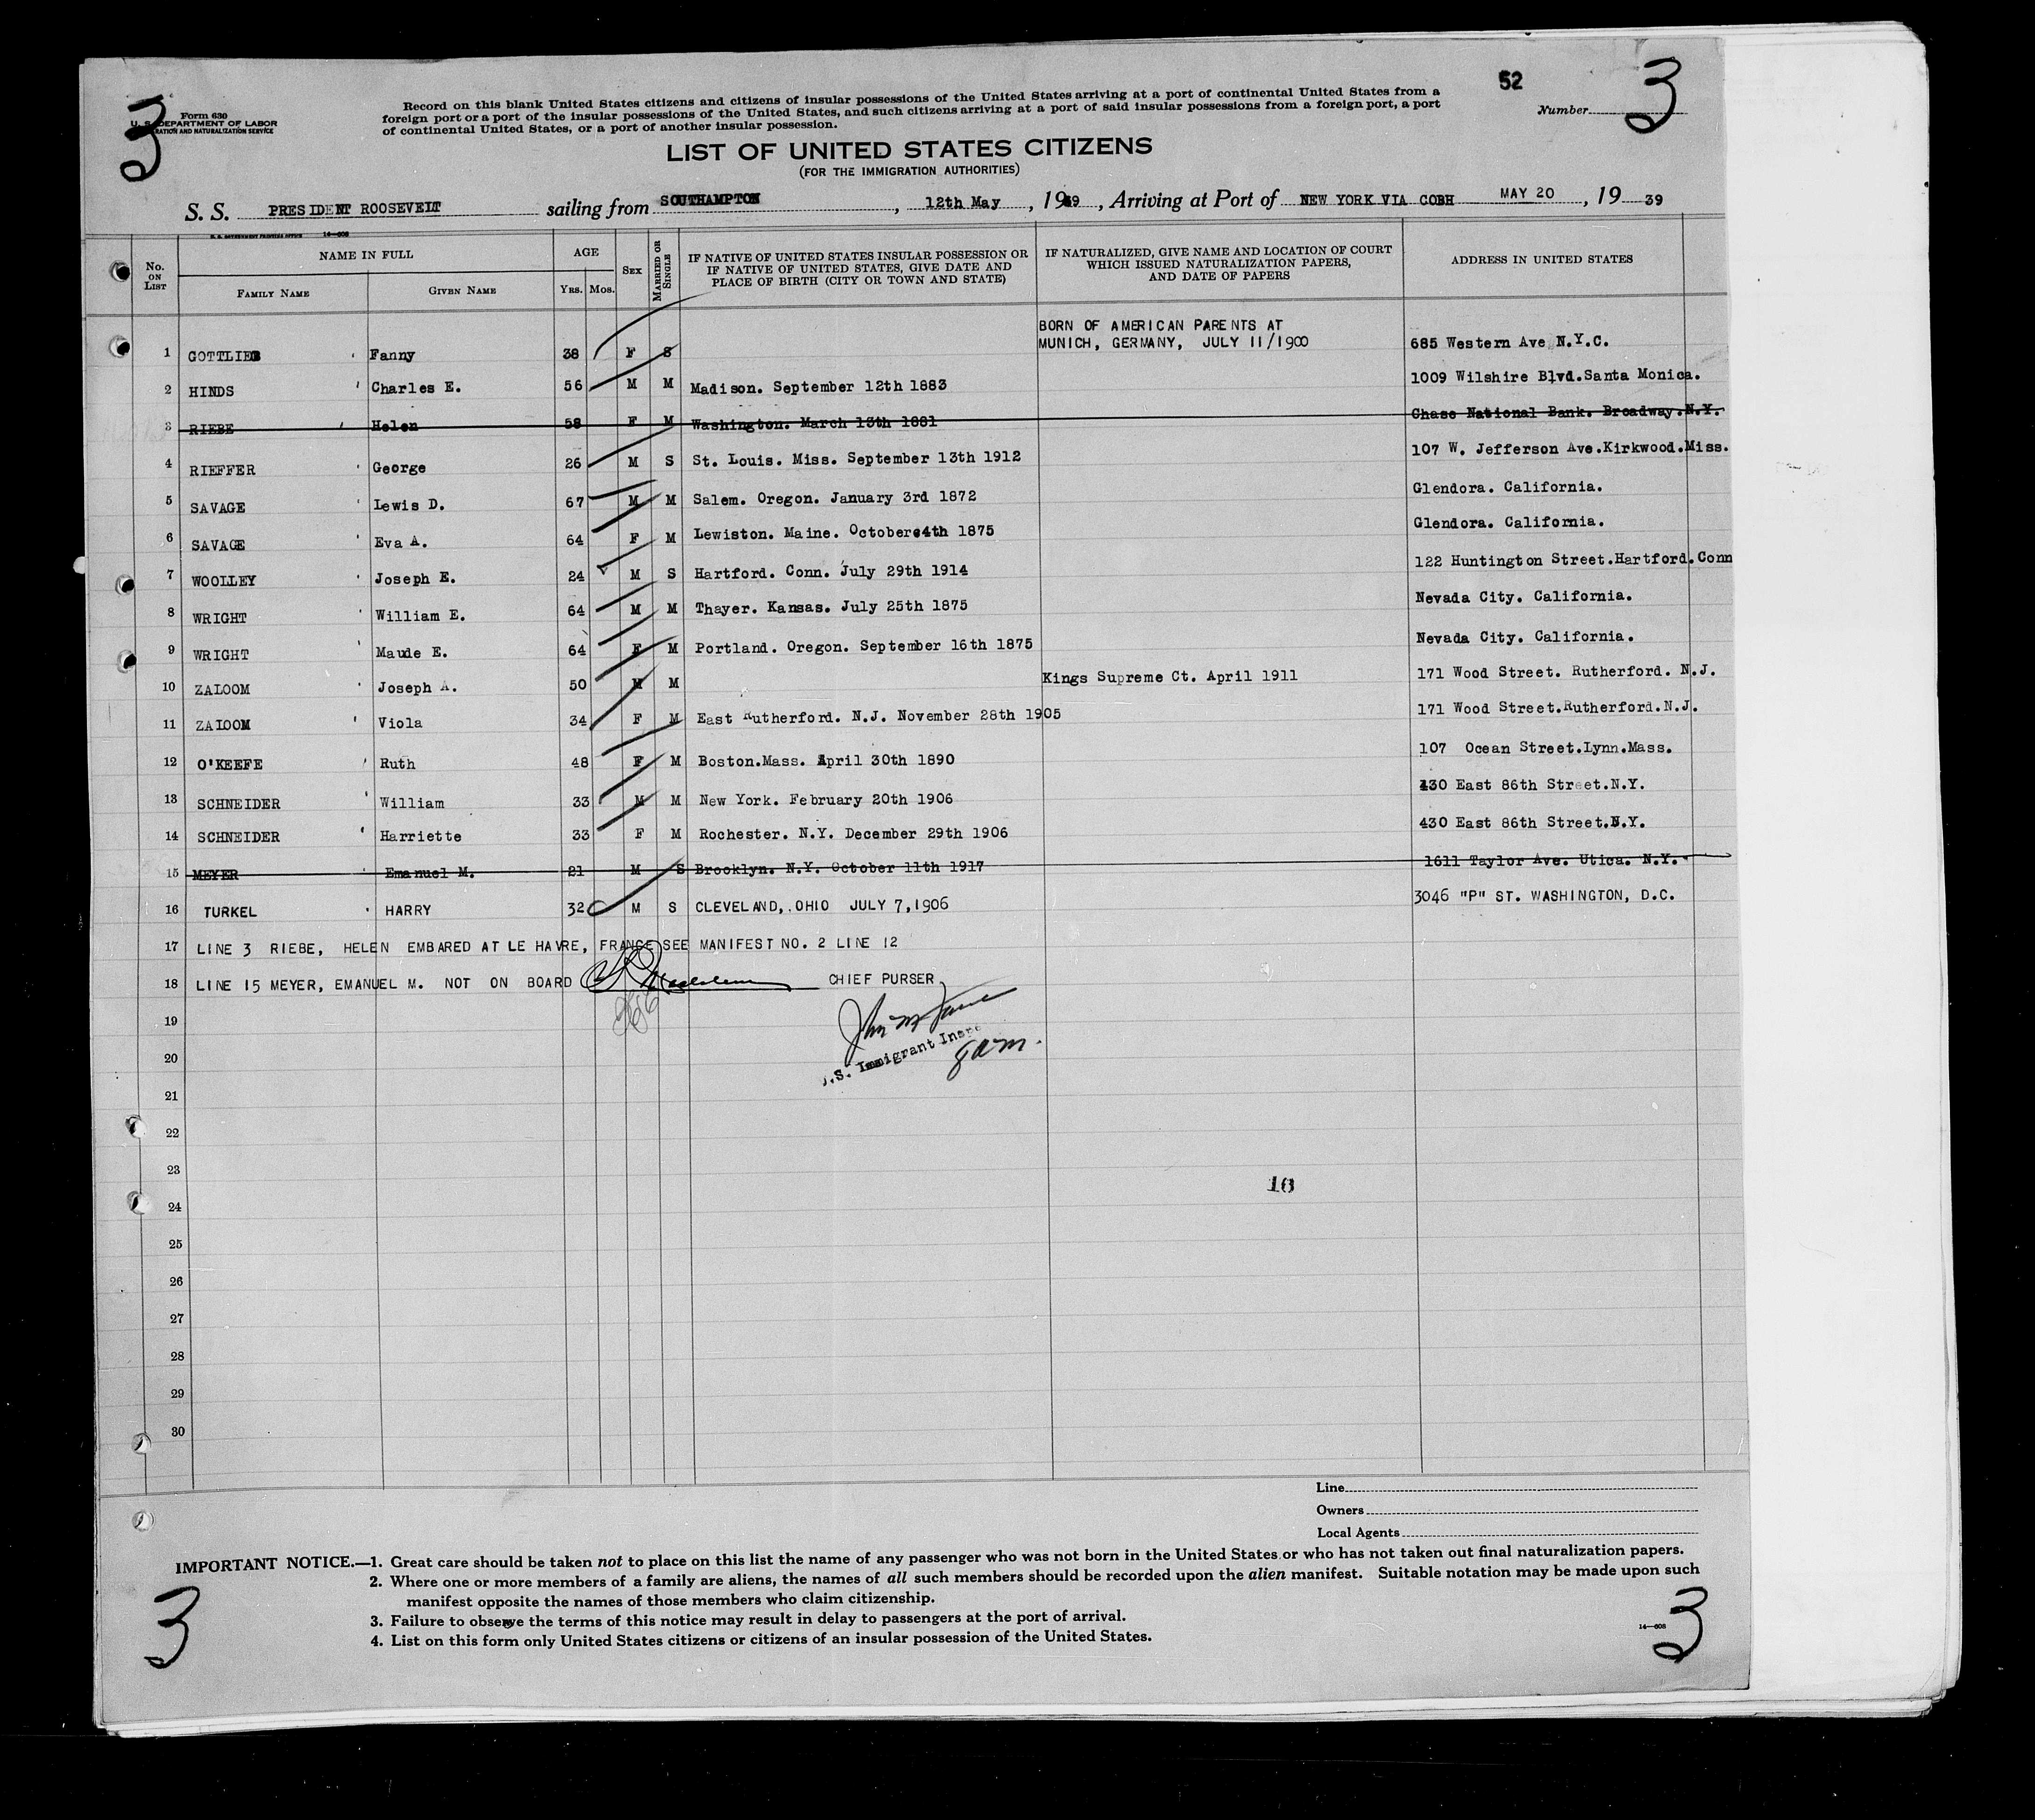 52
3
3
Form 630
U. S. DEPARTMENT OF LABOR
RATION AND NATURALIZATION SERVICE
Record on this blank United States citizens and citizens of insular possessions of the United States arriving at a port of continental United States from a
foreign port or a port of the insular possessions of the United States, and such citizens arriving at a port of said insular possessions from a foreign port, a port
of continental United States, or a port of another insular possession.
Number
LIST OF UNITED STATES CITIZENS
(FOR THE IMMIGRATION AUTHORITIES)
S. S. PRESIDENT ROOSEVELT sailing from SOUTHAMPTON, 12th May, 1939, Arriving at Port of NEW YORK VIA COBH MAY 20, 19 39
U. S. GOVERNMENT PRINTING OFFICE 14—608
No. ON LIST
NAME IN FULL
FAMILY NAME
GIVEN NAME
AGE
YRS.
MOS.
SEX
MARRIED OR SINGLE
IF NATIVE OF UNITED STATES INSULAR POSSESSION OR
IF NATIVE OF UNITED STATES, GIVE DATE AND
PLACE OF BIRTH (CITY OR TOWN AND STATE)
IF NATURALIZED, GIVE NAME AND LOCATION OF COURT
WHICH ISSUED NATURALIZATION PAPERS,
AND DATE OF PAPERS
ADDRESS IN UNITED STATES
BORN OF AMERICAN PARENTS AT
1 GOTTLIEB Fanny 38 F S MUNICH, GERMANY, JULY 11/1900 685 Western Ave N.Y.C.
2 HINDS Charles E. 56 M M Madison. September 12th 1883 1009 Wilshire Blvd.Santa Monica.
3 RIEBE Helen 58 F M Washington. March 13th 1881 Chase National Bank. Broadway.N.Y.
4 RIEFFER George 26 M S St. Louis. Miss. September 13th 1912 107 W. Jefferson Ave.Kirkwood.Miss.
5 SAVAGE Lewis D. 67 M M Salem. Oregon. January 3rd 1872 Glendora. California.
6 SAVAGE Eva A. 64 F M Lewiston. Maine. October 4th 1875 Glendora. California.
7 WOOLLEY Joseph E. 24 M S Hartford. Conn. July 29th 1914 122 Huntington Street.Hartford.Conn
8 WRIGHT William E. 64 M M Thayer. Kansas. July 25th 1875 Nevada City. California.
9 WRIGHT Maude E. 64 F M Portland. Oregon. September 16th 1875 Nevada City. California.
10 ZALOOM Joseph A. 50 M M Kings Supreme Ct. April 1911 171 Wood Street. Rutherford. N.J.
11 ZALOOM Viola 34 F M East Rutherford. N.J. November 28th 1905 171 Wood Street.Rutherford.N.J.
12 O'KEEFE Ruth 48 F M Boston.Mass. April 30th 1890 107 Ocean Street.Lynn.Mass.
13 SCHNEIDER William 33 M M New York. February 20th 1906 430 East 86th Street.N.Y.
14 SCHNEIDER Harriette 33 F M Rochester. N.Y. December 29th 1906 430 East 86th Street.N.Y.
15 MEYER Emanuel M. 21 M S Brooklyn. N.Y. October 11th 1917 1611 Taylor Ave. Utica. N.Y.
16 TURKEL HARRY 32 M S CLEVELAND, OHIO JULY 7,1906 3046 "P" ST. WASHINGTON, D.C.
17 LINE 3 RIEBE, HELEN EMBARED AT LE HAVRE, FRANCE SEE MANIFEST NO. 2 LINE 12
18 LINE 15 MEYER, EMANUEL M. NOT ON BOARD CHIEF PURSER
19
20
.S. Immigrant Inspe
21
22
23
16
24
25
26
27
28
29
30
Line
Owners
Local Agents
IMPORTANT NOTICE.—1. Great care should be taken not to place on this list the name of any passenger who was not born in the United States or who has not taken out final naturalization papers.
2. Where one or more members of a family are aliens, the names of all such members should be recorded upon the alien manifest. Suitable notation may be made upon such
manifest opposite the names of those members who claim citizenship.
3. Failure to observe the terms of this notice may result in delay to passengers at the port of arrival.
4. List on this form only United States citizens or citizens of an insular possession of the United States.
14—608
3
3